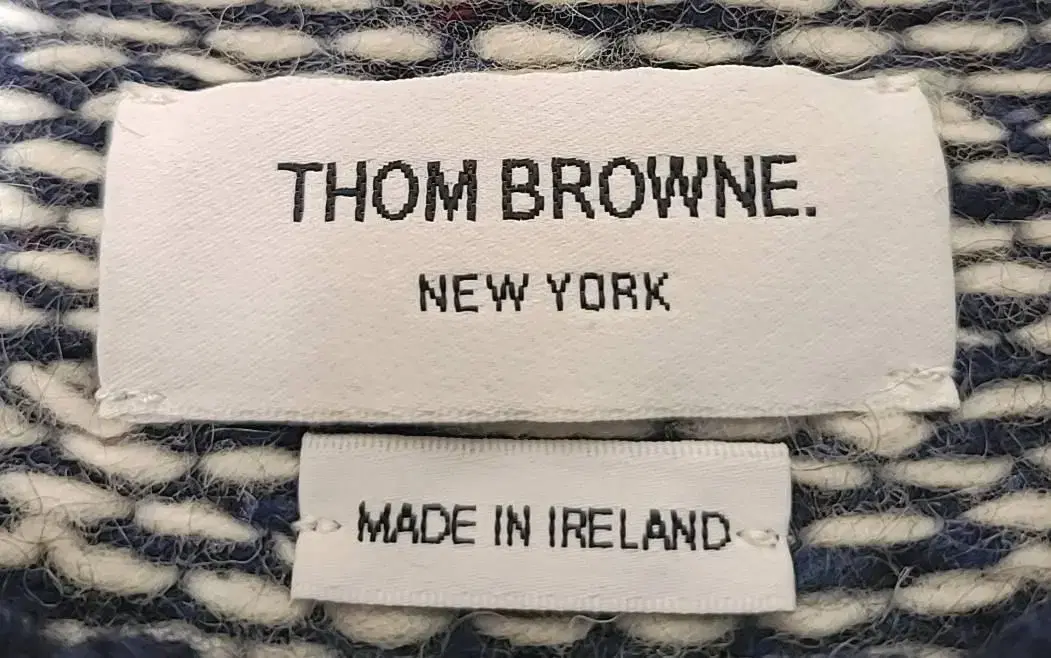 THOM BROWNE.
NEW YORK
MADE IN IRELAND